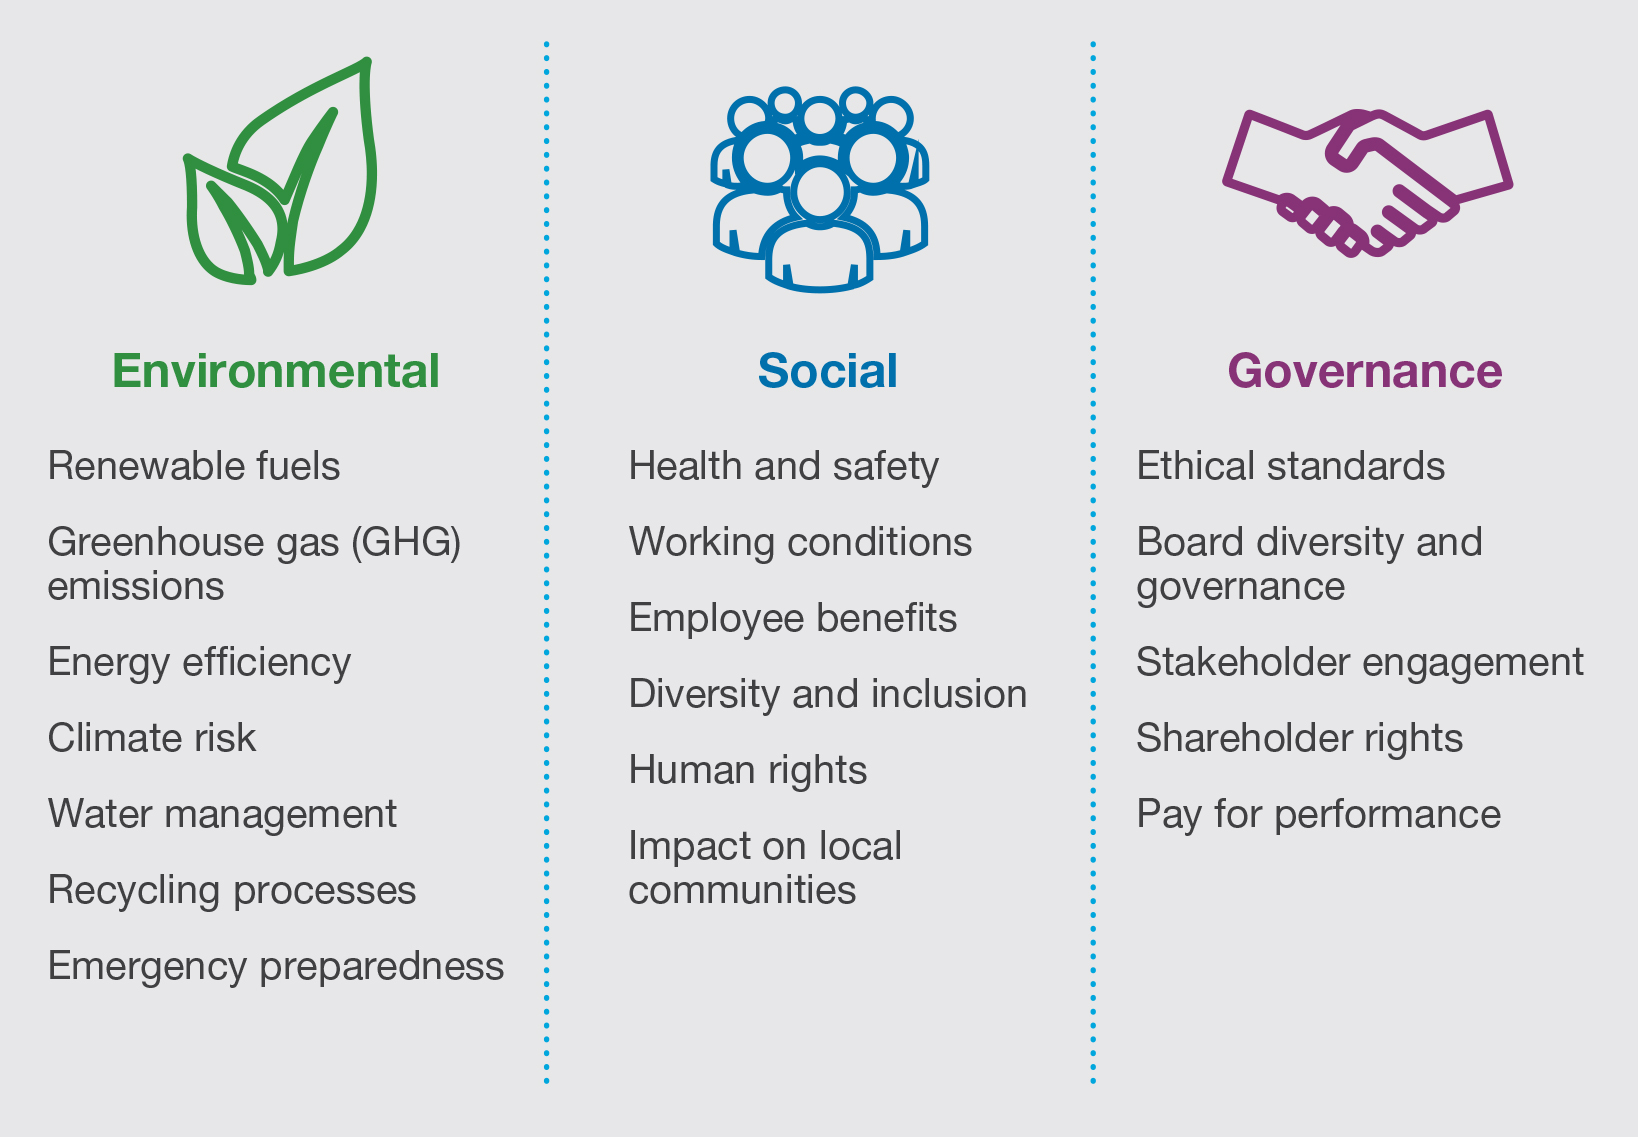 Environmental
Renewable fuels
Greenhouse gas (GHG)
emissions
Energy efficiency
Climate risk
Water management
Recycling processes
Emergency preparedness
Social
Health and safety
Working conditions
Employee benefits
Diversity and inclusion
Human rights
Impact on local
communities
Governance
Ethical standards
Board diversity and
governance
Stakeholder engagement
Shareholder rights
Pay for performance